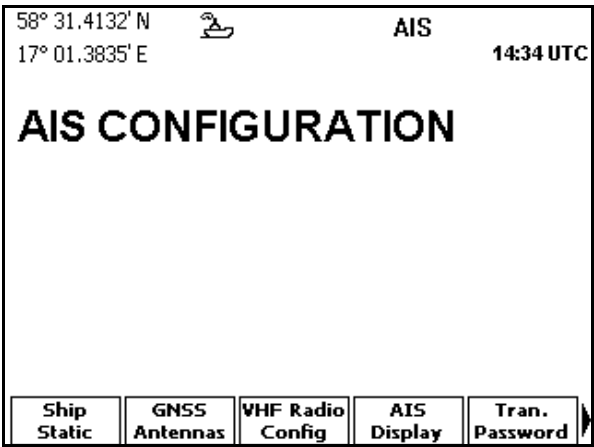 58° 31.4132' N AIS
17° 01.3835' E 14:34 UTC
AIS CONFIGURATION
Ship Static
GNSS Antennas
VHF Radio Config
AIS Display
Tran. Password